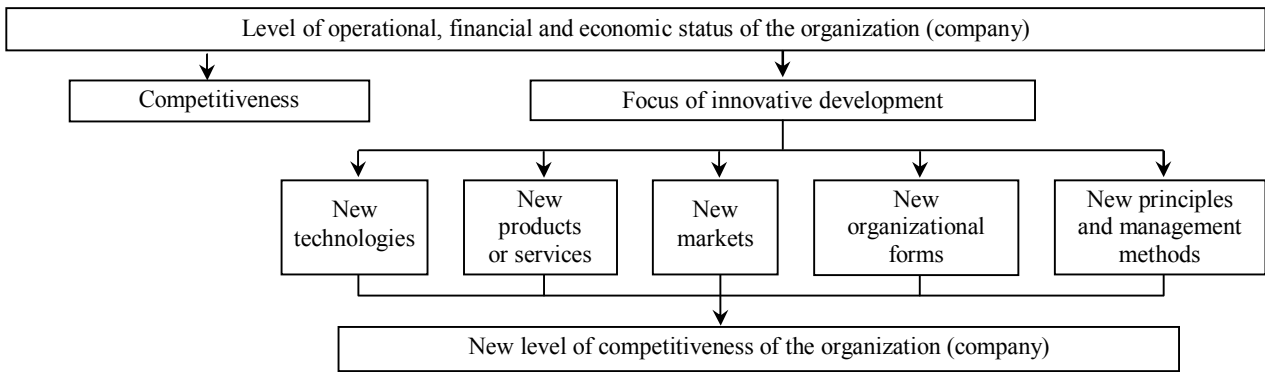 Level of operational, financial and economic status of the organization (company)
Competitiveness
Focus of innovative development
New
technologies
New
products
or services
New
markets
New
organizational
forms
New principles
and management
methods
New level of competitiveness of the organization (company)